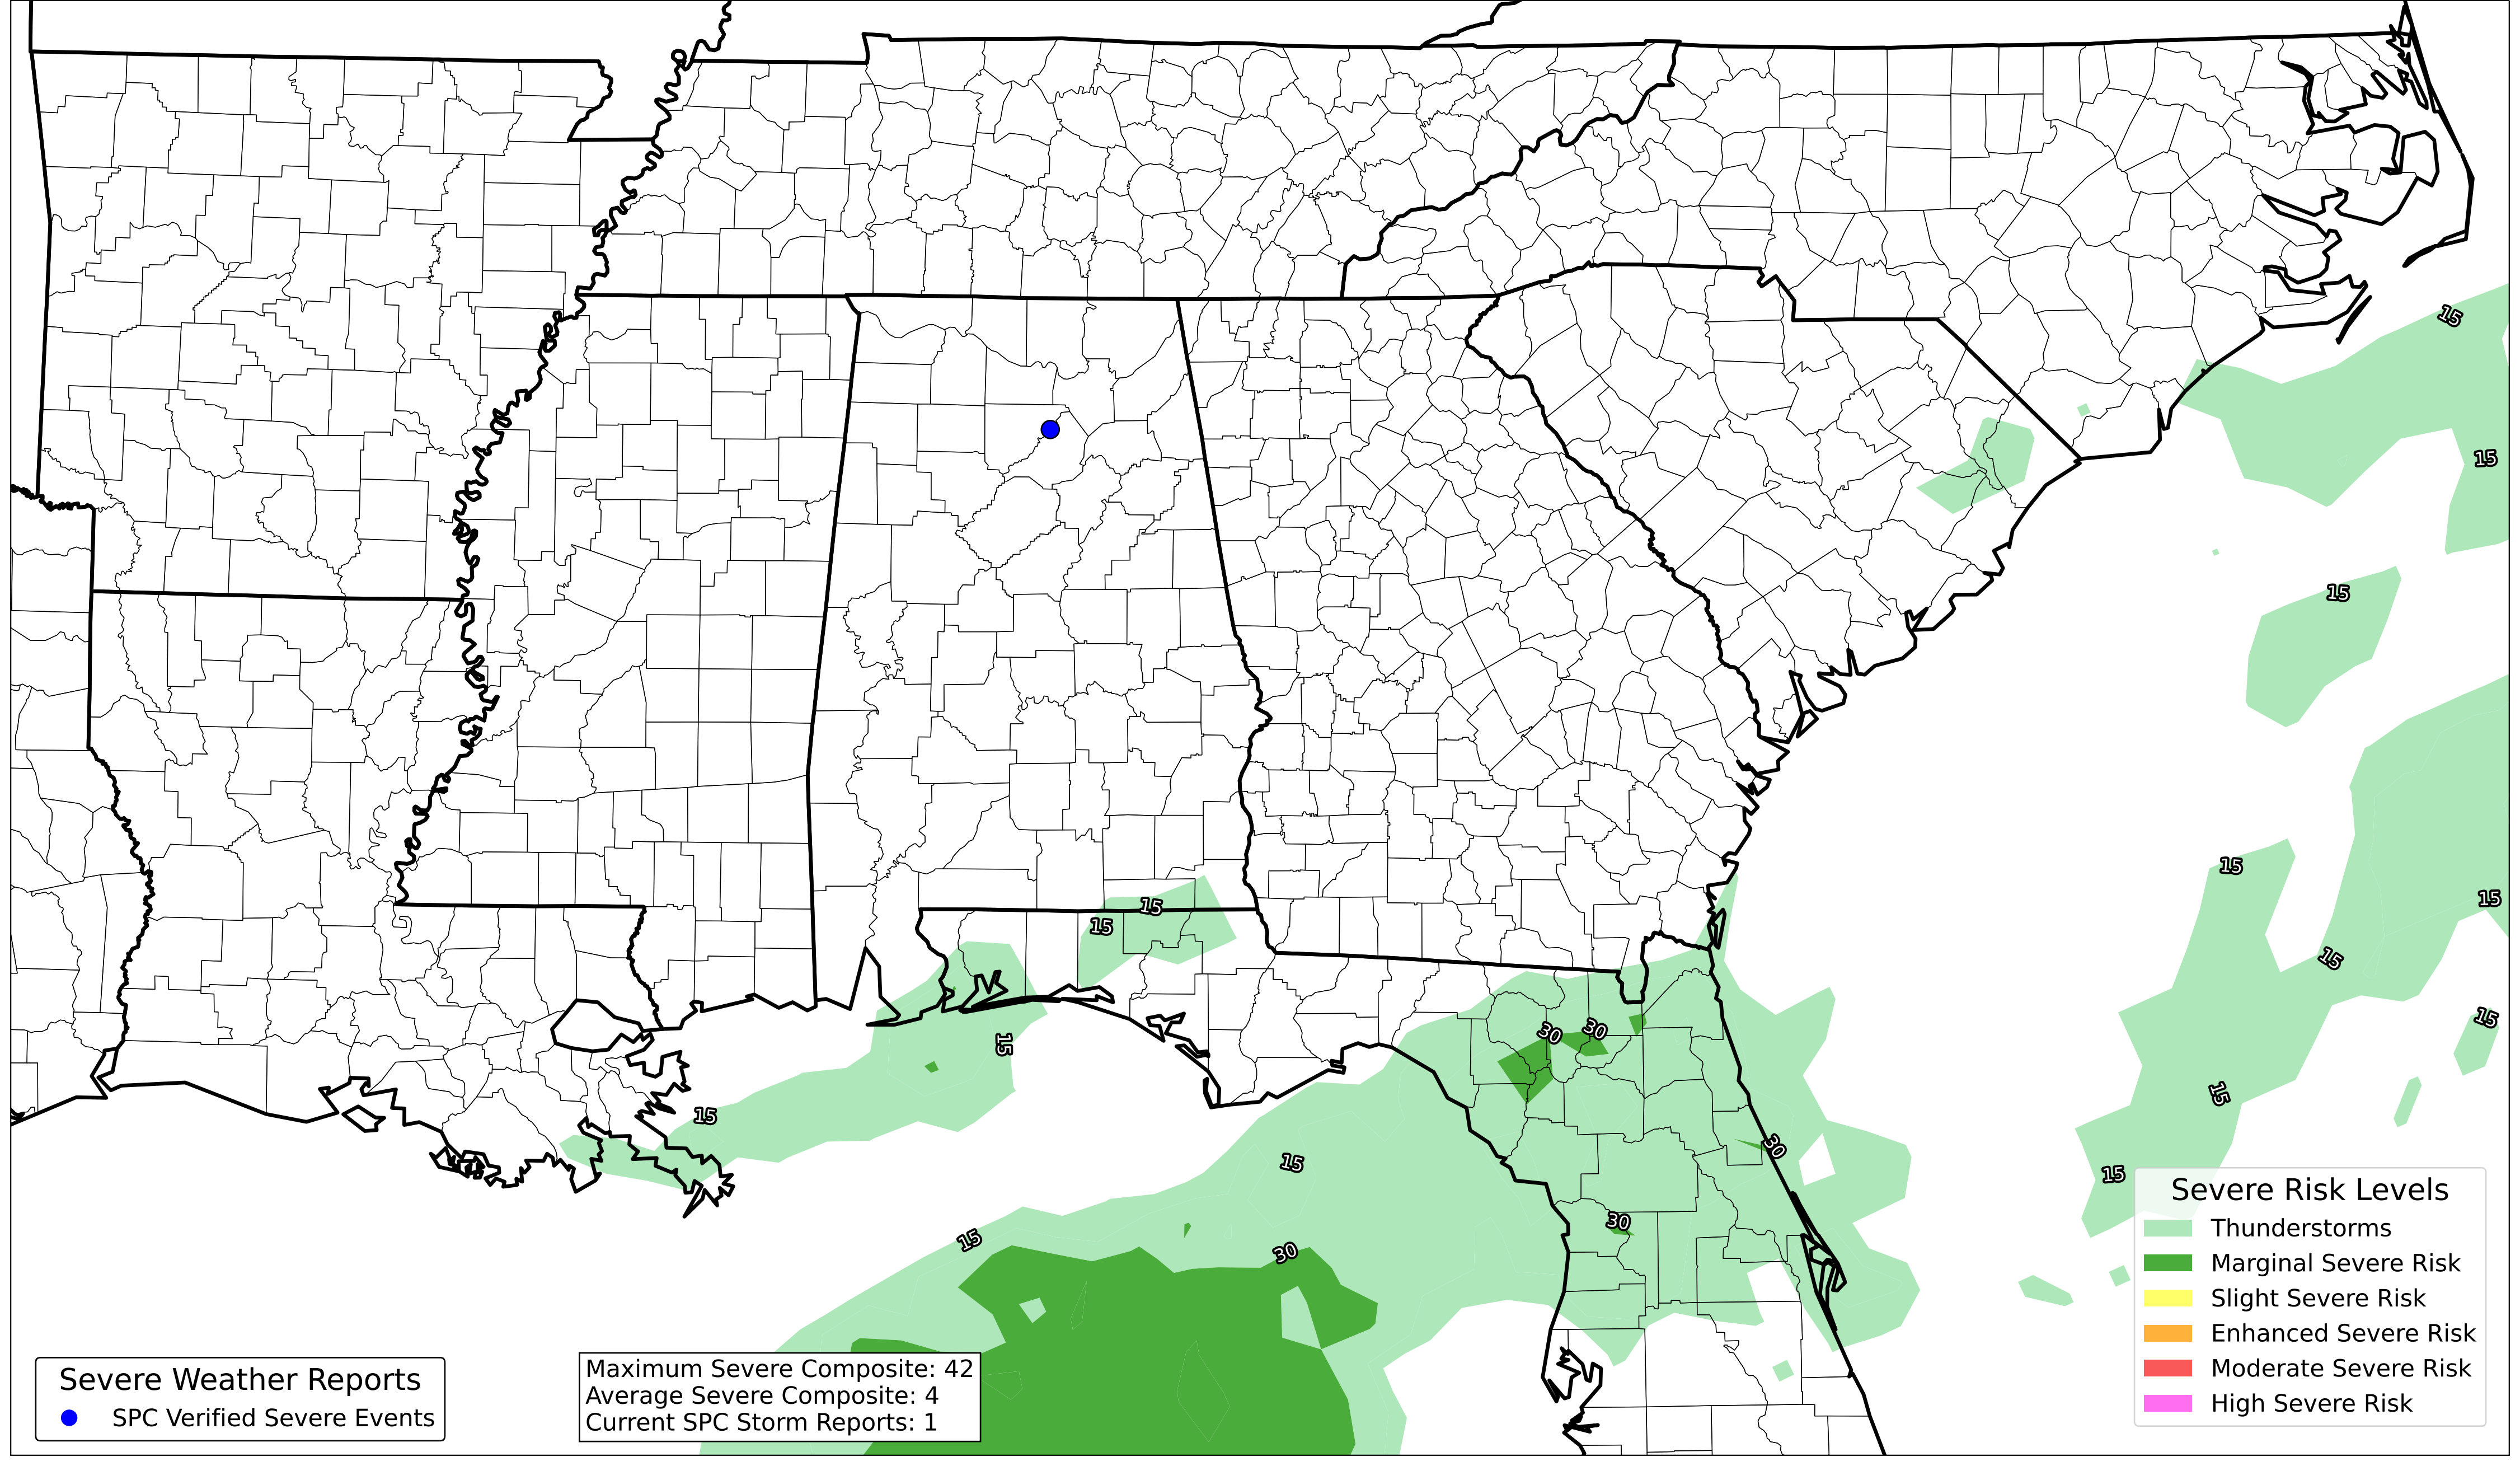 15
15
15
15
15
15
15
15
15
30
30
15
15
15
15
30
15
15
30
15
30
Severe Risk Levels
Thunderstorms
Marginal Severe Risk
Slight Severe Risk
Enhanced Severe Risk
Moderate Severe Risk
High Severe Risk
Severe Weather Reports
SPC Verified Severe Events
Maximum Severe Composite: 42
Average Severe Composite: 4
Current SPC Storm Reports: 1